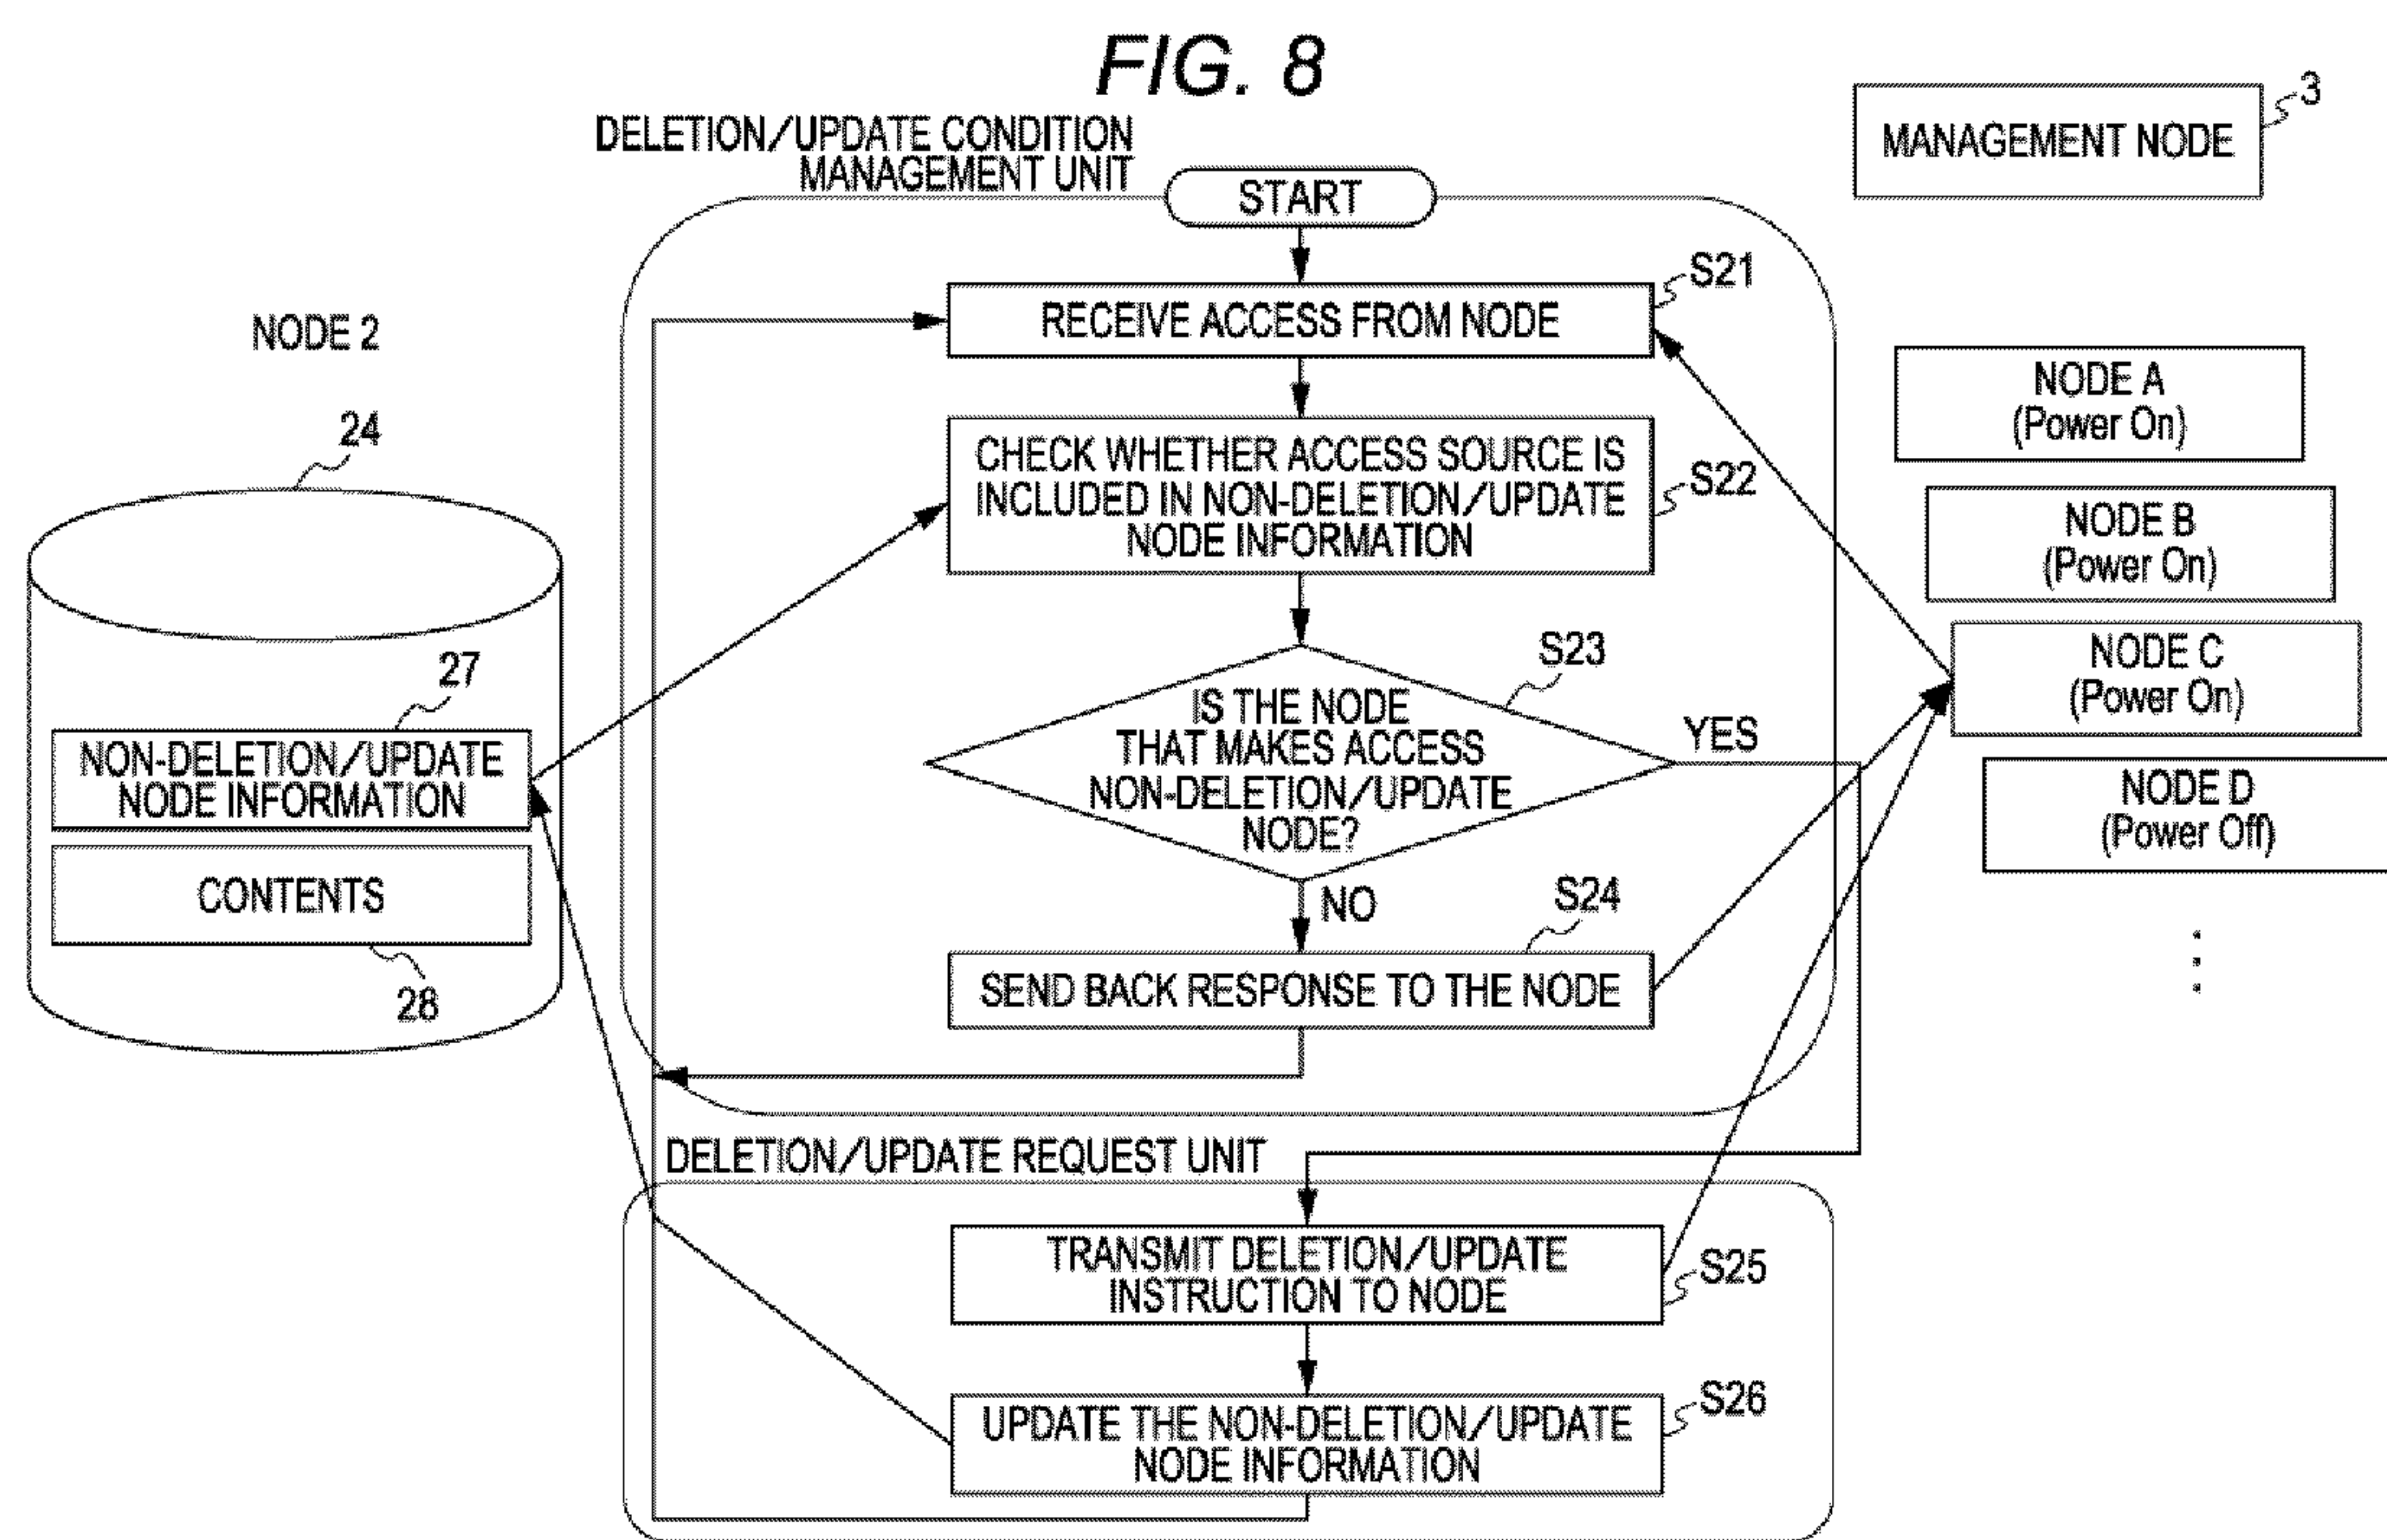 FIG. 8
DELETION/UPDATE CONDITION
MANAGEMENT UNIT
MANAGEMENT NODE
3
START
S21
RECEIVE ACCESS FROM NODE
NODE 2
NODE A
(Power On)
24
CHECK WHETHER ACCESS SOURCE IS
INCLUDED IN NON-DELETION/UPDATE
NODE INFORMATION
S22
NODE B
(Power On)
27
NON-DELETION/UPDATE
NODE INFORMATION
CONTENTS
28
S23
IS THE NODE
THAT MAKES ACCESS
NON-DELETION/UPDATE
NODE?
YES
NO
NODE C
(Power On)
NODE D
(Power Off)
S24
SEND BACK RESPONSE TO THE NODE
DELETION/UPDATE REQUEST UNIT
TRANSMIT DELETION/UPDATE
INSTRUCTION TO NODE
S25
UPDATE THE NON-DELETION/UPDATE
NODE INFORMATION
S26